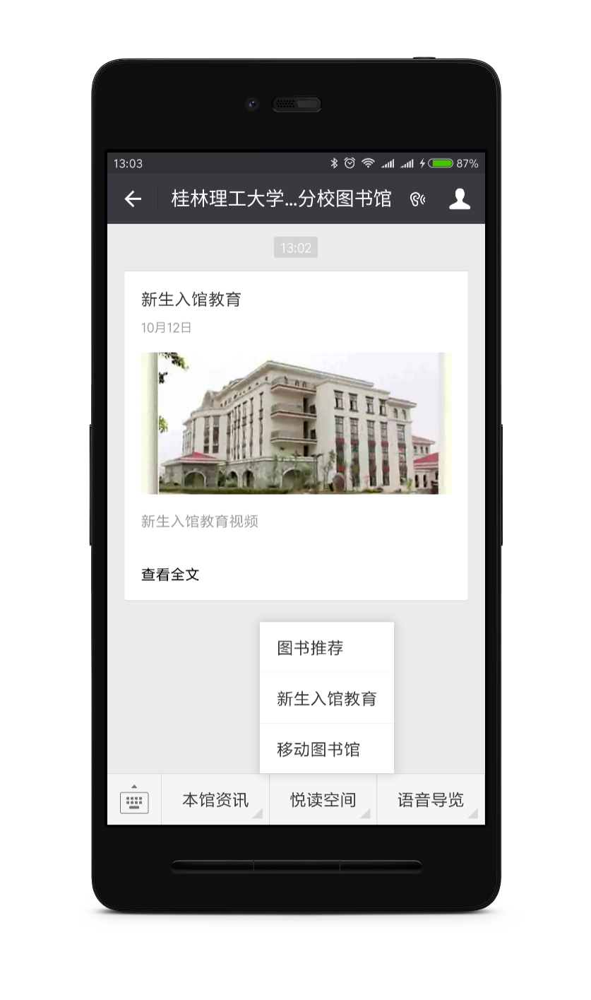 13:03
87%
桂林理工大学...分校图书馆
13:02
新生入馆教育
10月12日
新生入馆教育视频
查看全文
图书推荐
新生入馆教育
移动图书馆
本馆资讯
悦读空间
语音导览